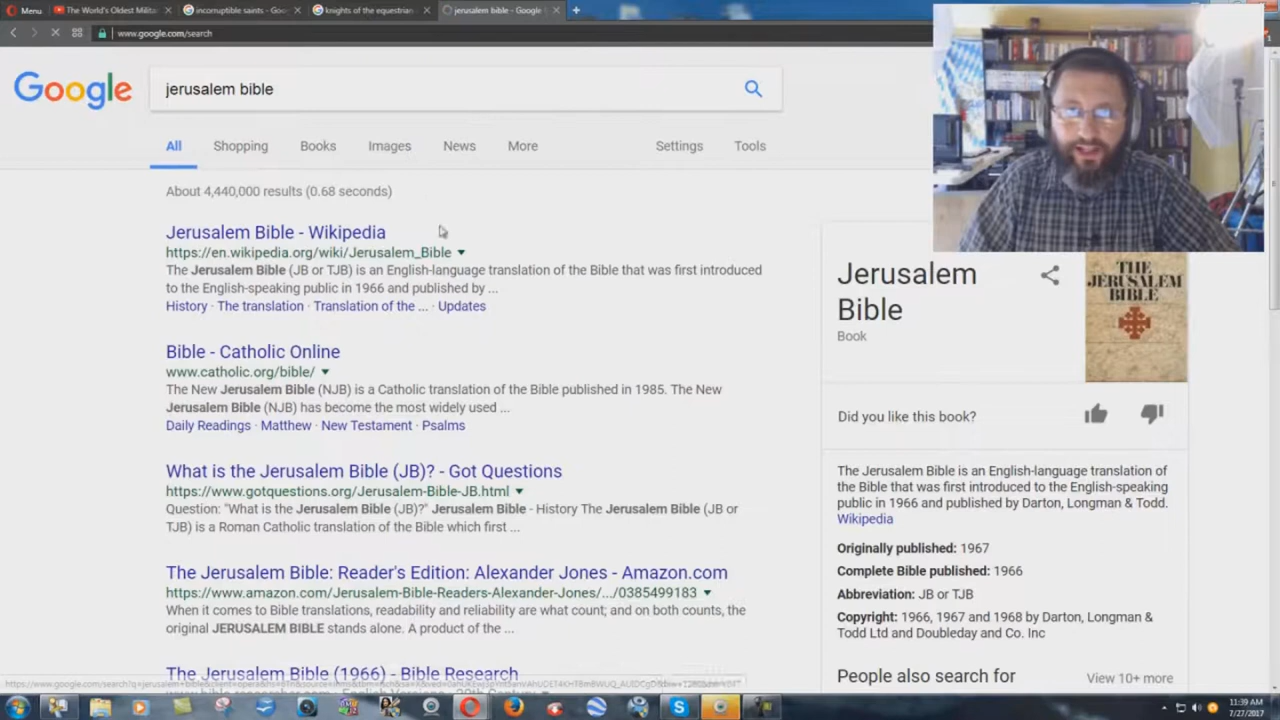 Menu
The World's Oldest Milita
incorruptible saints - Goo
knights of the equestrian
jerusalem bible - Google
www.google.com/search
Google
jerusalem bible
All
Shopping
Books
Images
News
More
Settings
Tools
About 4,440,000 results (0.68 seconds)
Jerusalem Bible - Wikipedia
https://en.wikipedia.org/wiki/Jerusalem_Bible
The Jerusalem Bible (JB or TJB) is an English-language translation of the Bible that was first introduced
to the English-speaking public in 1966 and published by ...
History · The translation · Translation of the ... · Updates
Bible - Catholic Online
www.catholic.org/bible/
The New Jerusalem Bible (NJB) is a Catholic translation of the Bible published in 1985. The New
Jerusalem Bible (NJB) has become the most widely used ...
Daily Readings · Matthew · New Testament · Psalms
What is the Jerusalem Bible (JB)? - Got Questions
https://www.gotquestions.org/Jerusalem-Bible-JB.html
Question: "What is the Jerusalem Bible (JB)?" Jerusalem Bible - History The Jerusalem Bible (JB or
TJB) is a Roman Catholic translation of the Bible which first ...
The Jerusalem Bible: Reader's Edition: Alexander Jones - Amazon.com
https://www.amazon.com/Jerusalem-Bible-Readers-Alexander-Jones/.../0385499183
When it comes to Bible translations, readability and reliability are what count; and on both counts, the
original JERUSALEM BIBLE stands alone. A product of the ...
The Jerusalem Bible (1966) - Bible Research
Jerusalem
Bible
Book
THE
JERUSALEM
BIBLE
Did you like this book?
The Jerusalem Bible is an English-language translation of
the Bible that was first introduced to the English-speaking
public in 1966 and published by Darton, Longman & Todd.
Wikipedia
Originally published: 1967
Complete Bible published: 1966
Abbreviation: JB or TJB
Copyright: 1966, 1967 and 1968 by Darton, Longman &
Todd Ltd and Doubleday and Co. Inc
People also search for
View 10+ more
11:39 AM
7/27/2017